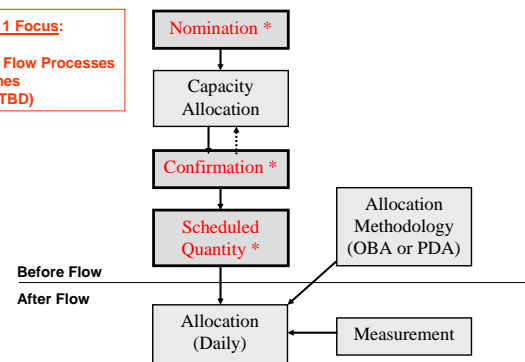 1 Focus:
Flow Processes
nes
TBD)
Nomination *
Capacity
Allocation
Confirmation *
Scheduled
Quantity *
Allocation
Methodology
(OBA or PDA)
Before Flow
After Flow
Allocation
(Daily)
Measurement